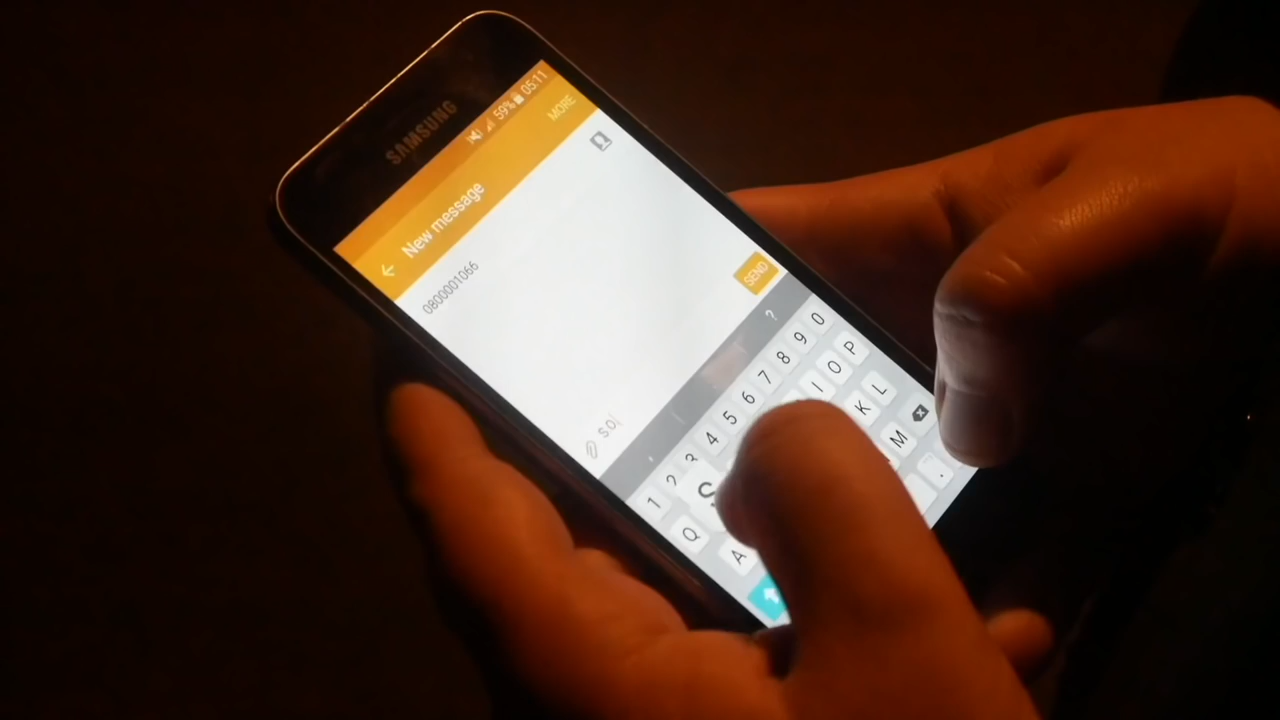 SAMSUNG
59% 05:11
New message
MORE
0800001066
S.O
SEND
, ?
1 2 3 4 5 6 7 8 9 0
Q I O P
A S K L
M
.